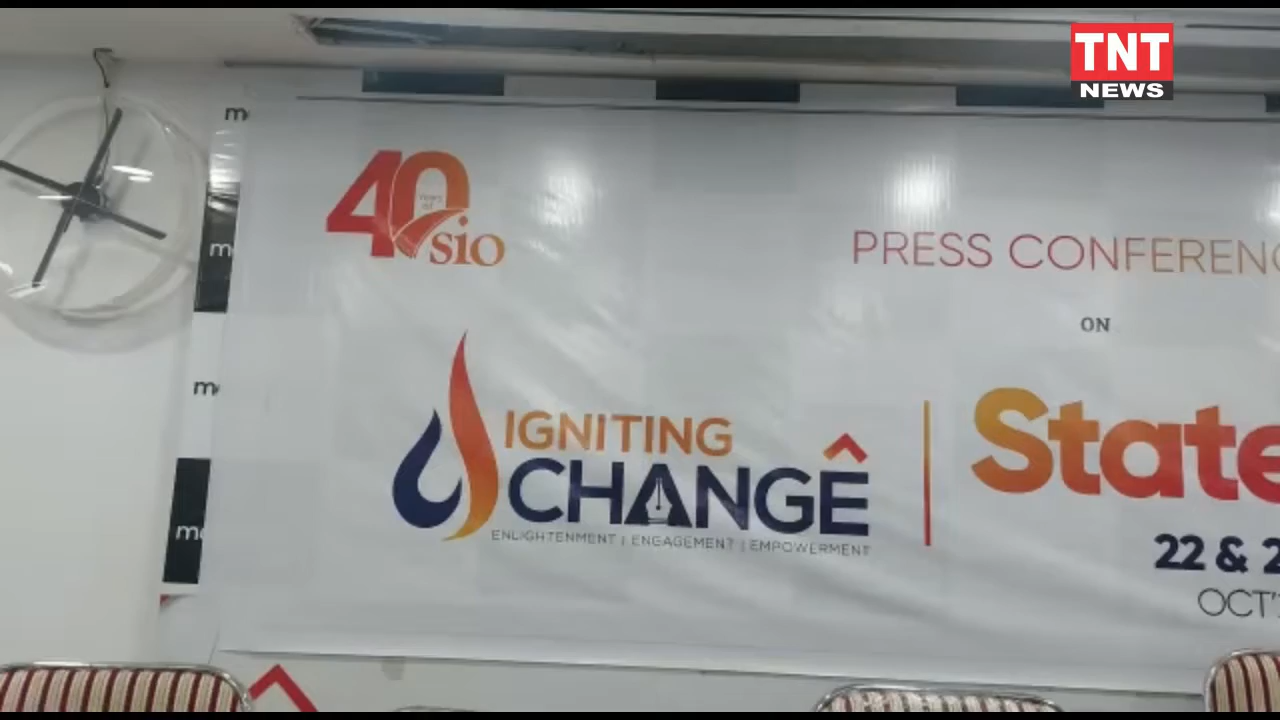 TNT
NEWS
40
Years of
sio
PRESS CONFERENC
ON
IGNITING
CHANGE
ENLIGHTENMENT | ENGAGEMENT | EMPOWERMENT
State
22 & 2
OCT'